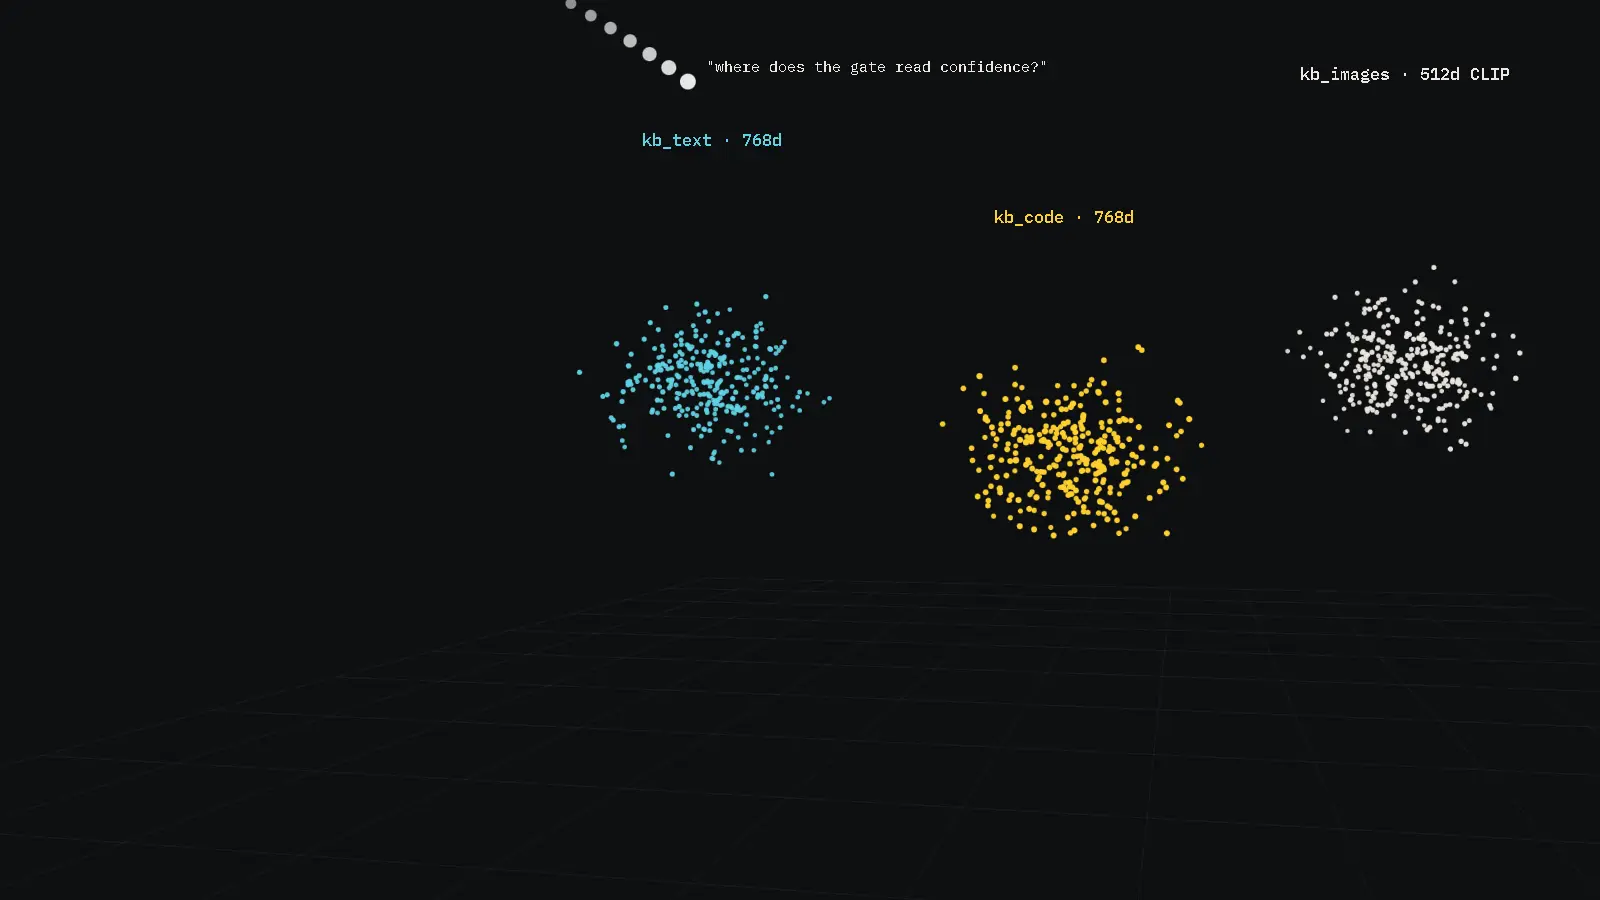 "where does the gate read confidence?"
kb_images · 512d CLIP
kb_text · 768d
kb_code · 768d